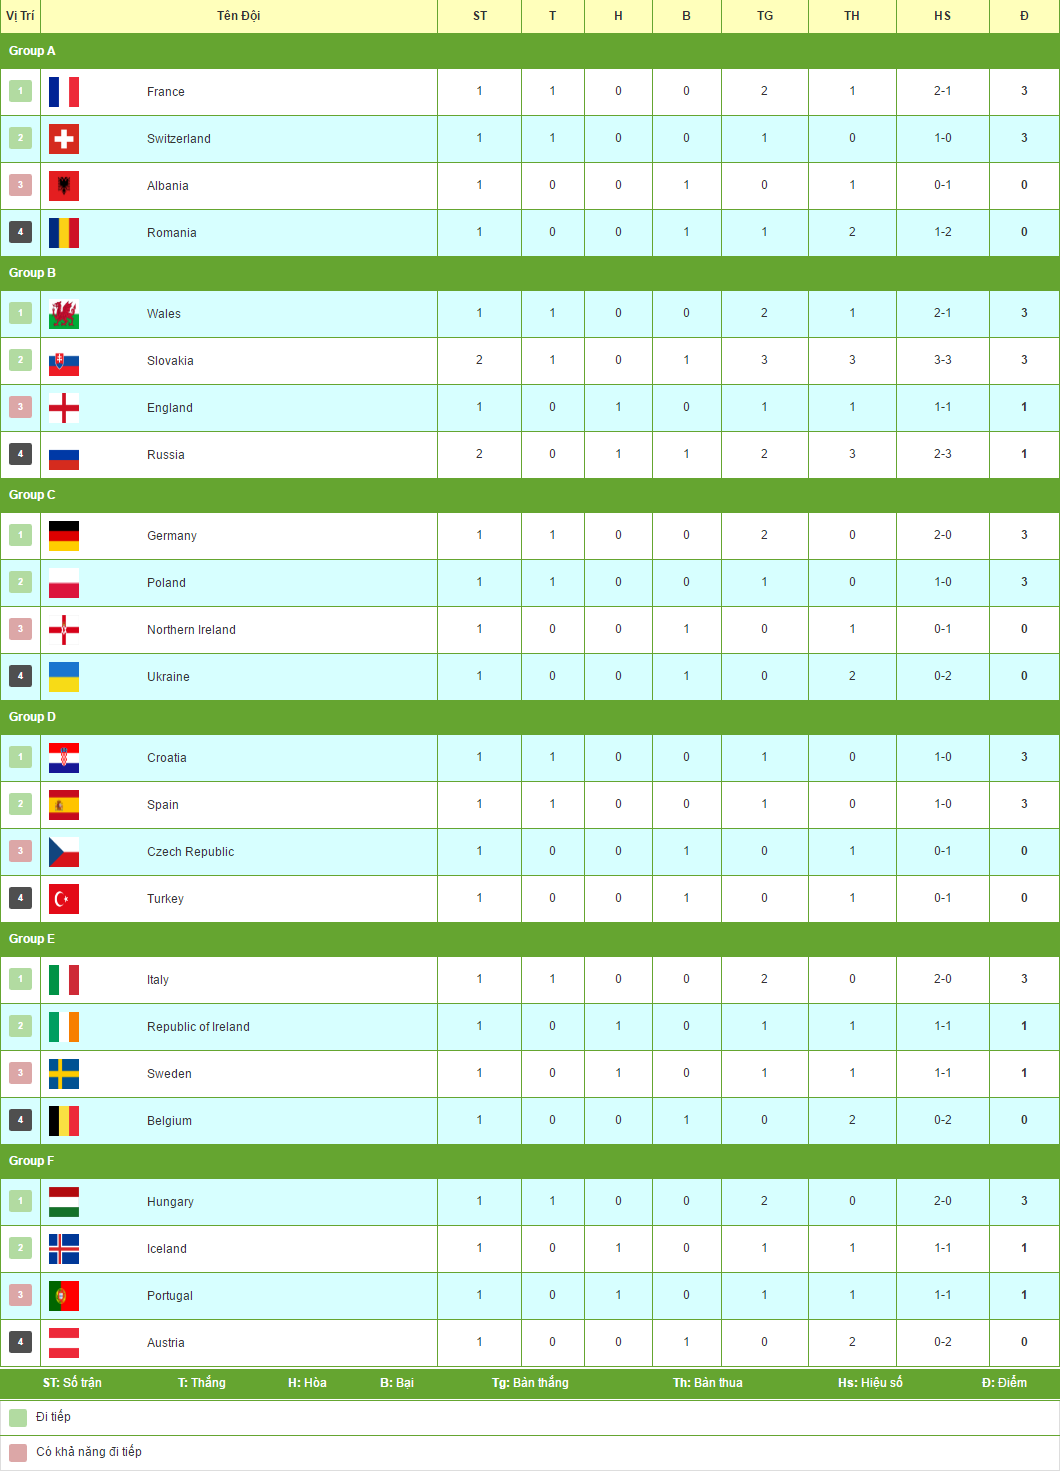 Vị Trí Tên Đội ST T H B TG TH HS Đ
Group A
1 France 1 1 0 0 2 1 2-1 3
2 Switzerland 1 1 0 0 1 0 1-0 3
3 Albania 1 0 0 1 0 1 0-1 0
4 Romania 1 0 0 1 1 2 1-2 0
Group B
1 Wales 1 1 0 0 2 1 2-1 3
2 Slovakia 2 1 0 1 3 3 3-3 3
3 England 1 0 1 0 1 1 1-1 1
4 Russia 2 0 1 1 2 3 2-3 1
Group C
1 Germany 1 1 0 0 2 0 2-0 3
2 Poland 1 1 0 0 1 0 1-0 3
3 Northern Ireland 1 0 0 1 0 1 0-1 0
4 Ukraine 1 0 0 1 0 2 0-2 0
Group D
1 Croatia 1 1 0 0 1 0 1-0 3
2 Spain 1 1 0 0 1 0 1-0 3
3 Czech Republic 1 0 0 1 0 1 0-1 0
4 Turkey 1 0 0 1 0 1 0-1 0
Group E
1 Italy 1 1 0 0 2 0 2-0 3
2 Republic of Ireland 1 0 1 0 1 1 1-1 1
3 Sweden 1 0 1 0 1 1 1-1 1
4 Belgium 1 0 0 1 0 2 0-2 0
Group F
1 Hungary 1 1 0 0 2 0 2-0 3
2 Iceland 1 0 1 0 1 1 1-1 1
3 Portugal 1 0 1 0 1 1 1-1 1
4 Austria 1 0 0 1 0 2 0-2 0
ST: Số trận T: Thắng H: Hòa B: Bại Tg: Bàn thắng Th: Bàn thua Hs: Hiệu số Đ: Điểm
Đi tiếp
Có khả năng đi tiếp